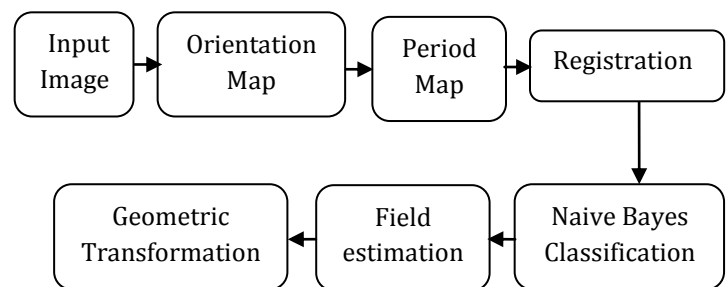 Input
Image
Orientation
Map
Period
Map
Registration
Naive Bayes
Classification
Field
estimation
Geometric
Transformation